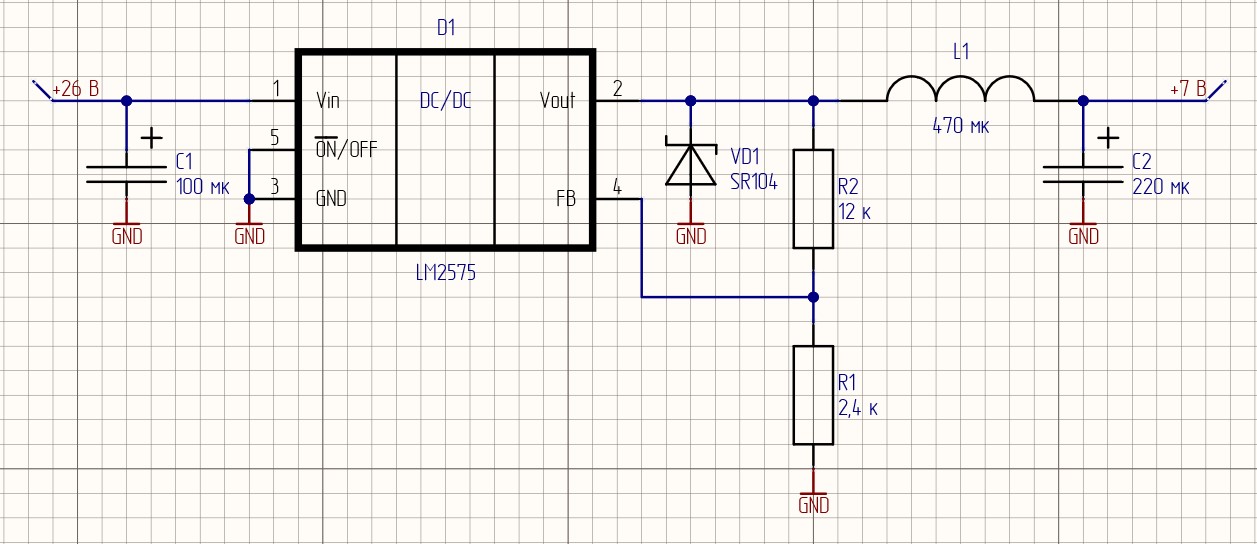 D1
+26 В
1
Vin
DC/DC
Vout
2
L1
470 мк
+7 В
+
C1
100 мк
5
ON/OFF
3
GND
FB
4
VD1
SR104
R2
12 к
+
C2
220 мк
GND
GND
GND
GND
LM2575
R1
2,4 к
GND